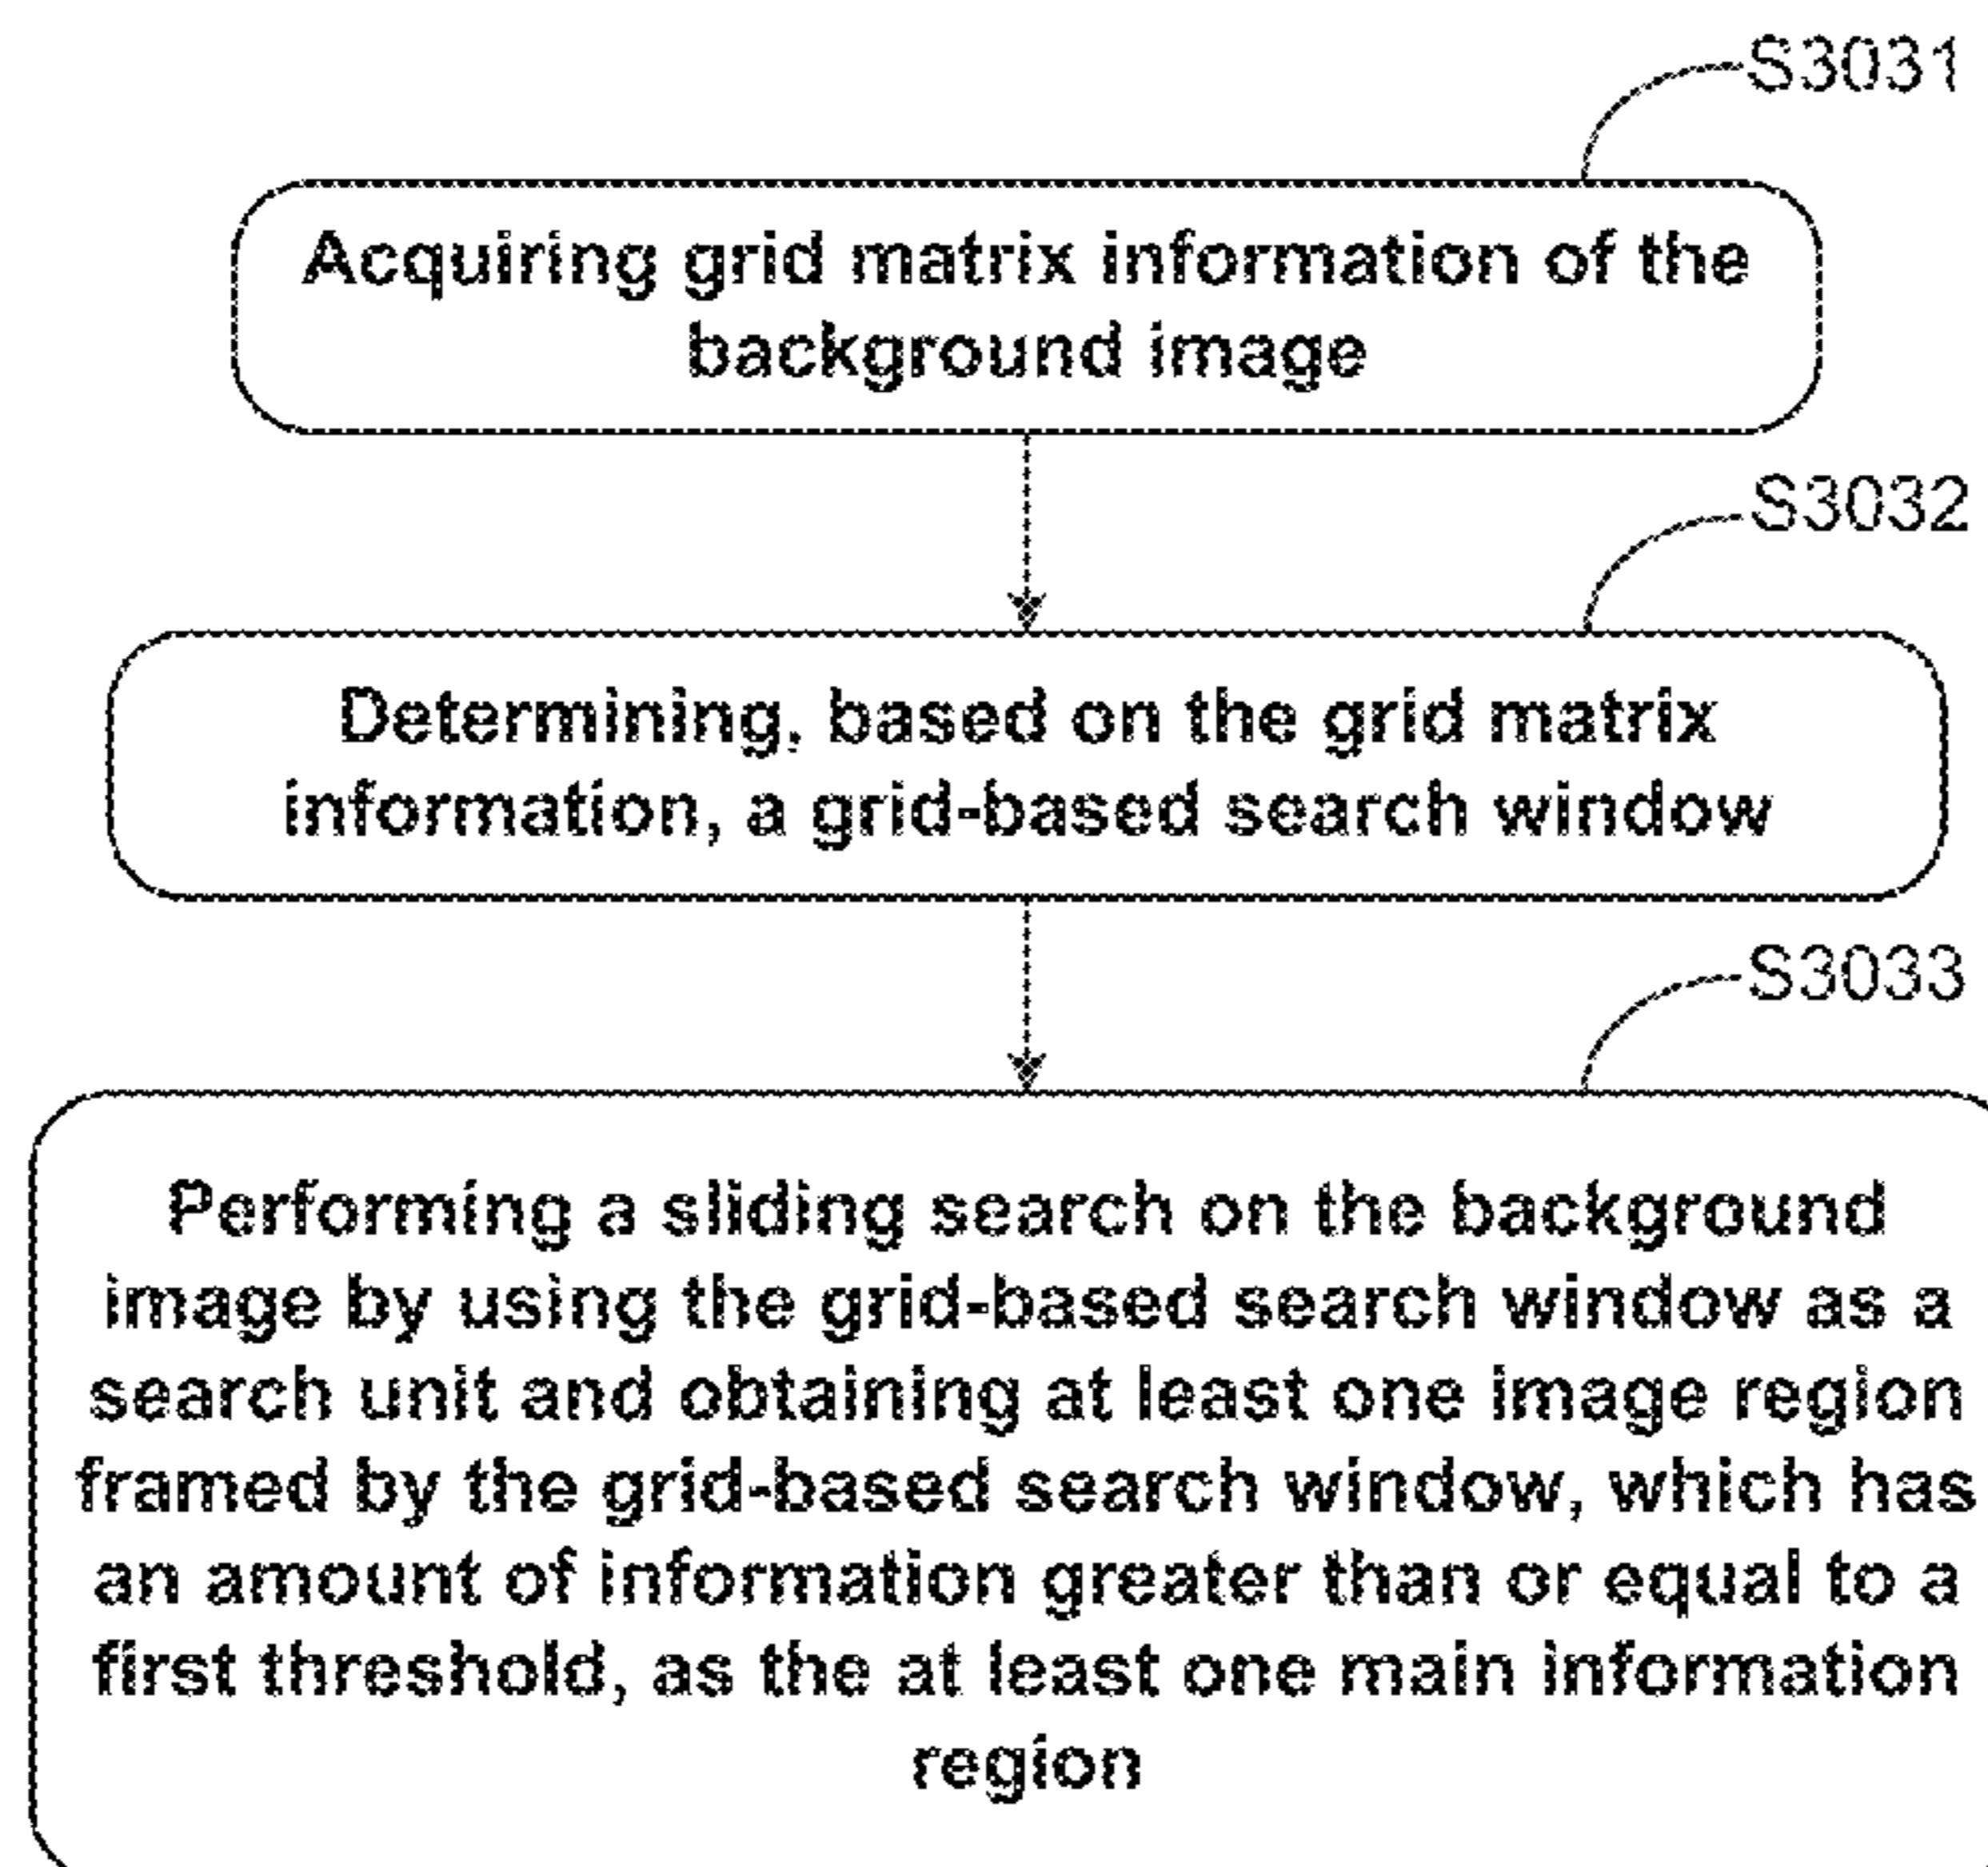 S3031
Acquiring grid matrix information of the
background image
S3032
Determining, based on the grid matrix
information, a grid-based search window
S3033
Performing a sliding search on the background
image by using the grid-based search window as a
search unit and obtaining at least one image region
framed by the grid-based search window, which has
an amount of information greater than or equal to a
first threshold, as the at least one main information
region